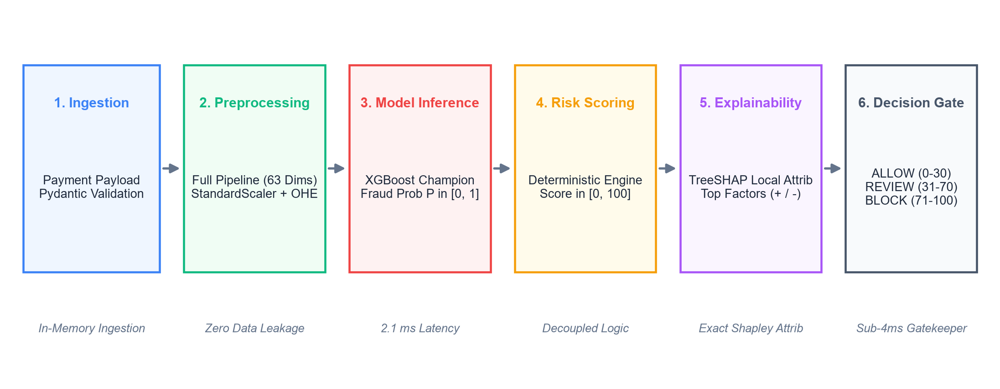 1. Ingestion
Payment Payload
Pydantic Validation
In-Memory Ingestion
2. Preprocessing
Full Pipeline (63 Dims)
StandardScaler + OHE
Zero Data Leakage
3. Model Inference
XGBoost Champion
Fraud Prob P in [0, 1]
2.1 ms Latency
4. Risk Scoring
Deterministic Engine
Score in [0, 100]
Decoupled Logic
5. Explainability
TreeSHAP Local Attrib
Top Factors (+ / -)
Exact Shapley Attrib
6. Decision Gate
ALLOW (0-30)
REVIEW (31-70)
BLOCK (71-100)
Sub-4ms Gatekeeper